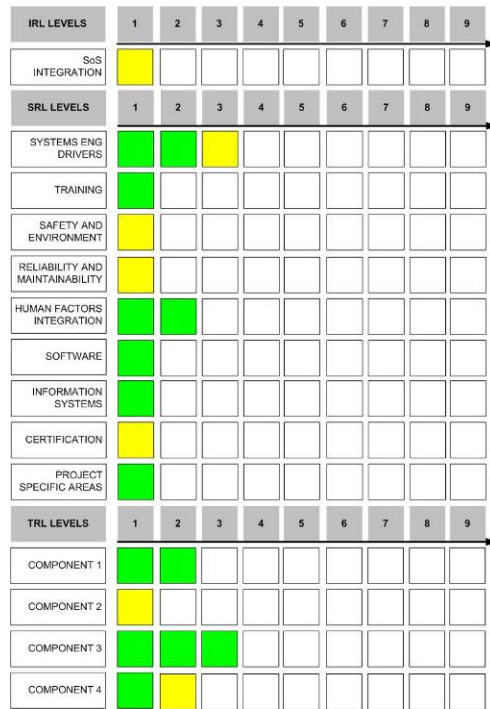 IRL LEVELS 1 2 3 4 5 6 7 8 9
SoS
INTEGRATION
SRL LEVELS 1 2 3 4 5 6 7 8 9
SYSTEMS ENG
DRIVERS
TRAINING
SAFETY AND
ENVIRONMENT
RELIABILITY AND
MAINTAINABILITY
HUMAN FACTORS
INTEGRATION
SOFTWARE
INFORMATION
SYSTEMS
CERTIFICATION
PROJECT
SPECIFIC AREAS
TRL LEVELS 1 2 3 4 5 6 7 8 9
COMPONENT 1
COMPONENT 2
COMPONENT 3
COMPONENT 4